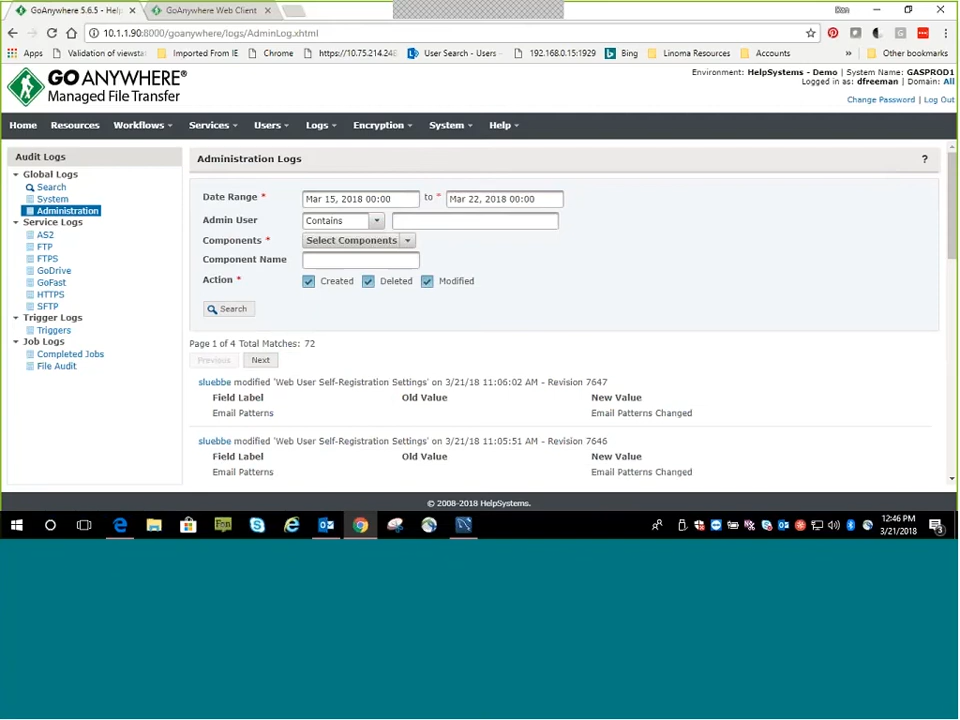 GoAnywhere 5.6.5 - Help
GoAnywhere Web Client
10.1.1.90:8000/goanywhere/logs/AdminLog.xhtml
Apps
Validation of viewsta
Imported From IE
Chrome
https://10.75.214.24
User Search - Users
192.168.0.15:1929
Bing
Linoma Resources
Accounts
»
Other bookmarks
GO ANYWHERE®
Managed File Transfer
Environment: HelpSystems - Demo | System Name: GASPROD1
Logged in as: dfreeman | Domain: All
Change Password | Log Out
Home Resources Workflows Services Users Logs Encryption System Help
Audit Logs
Global Logs
Search
System
Administration
Service Logs
AS2
FTP
FTPS
GoDrive
GoFast
HTTPS
SFTP
Trigger Logs
Triggers
Job Logs
Completed Jobs
File Audit
Administration Logs
?
Date Range * Mar 15, 2018 00:00 to * Mar 22, 2018 00:00
Admin User Contains
Components * Select Components
Component Name
Action * Created Deleted Modified
Search
Page 1 of 4 Total Matches: 72
Previous Next
sluebbe modified 'Web User Self-Registration Settings' on 3/21/18 11:06:02 AM - Revision 7647
Field Label Old Value New Value
Email Patterns Email Patterns Changed
sluebbe modified 'Web User Self-Registration Settings' on 3/21/18 11:05:51 AM - Revision 7646
Field Label Old Value New Value
Email Patterns Email Patterns Changed
© 2008-2018 HelpSystems.
12:46 PM
3/21/2018
3